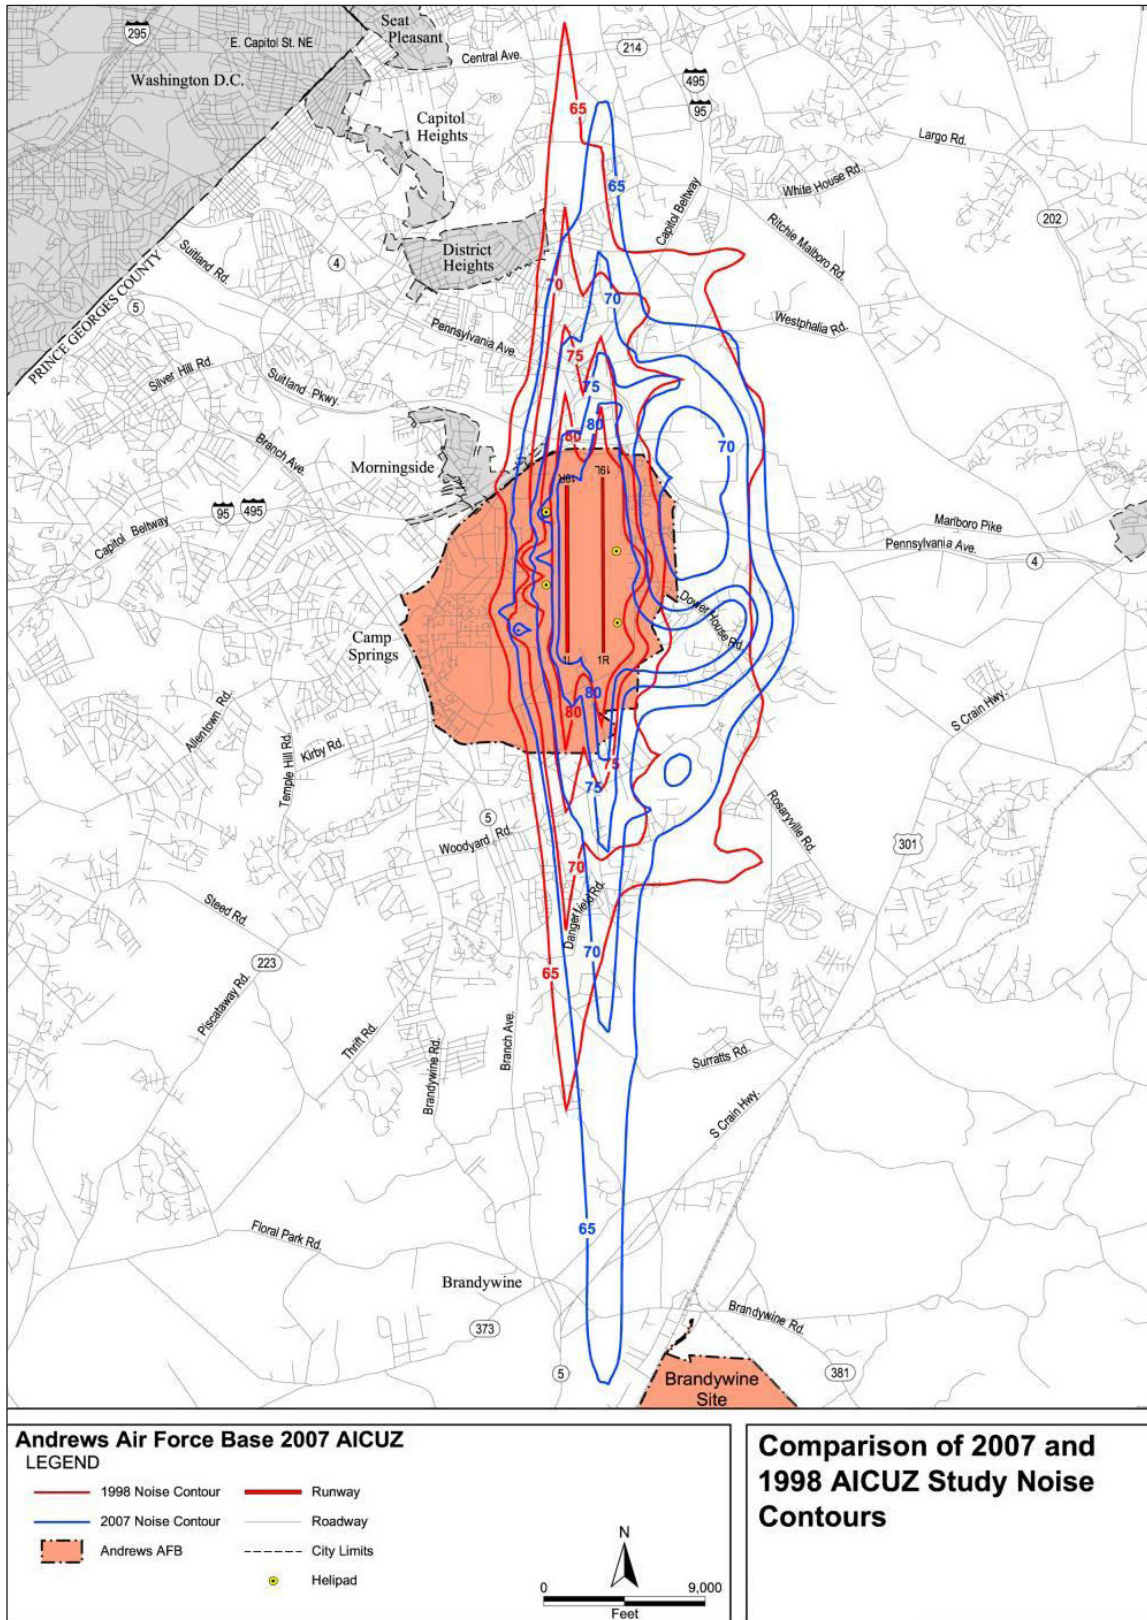 295
E. Capitol St. NE
Seat
Pleasant
Washington D.C.
Central Ave.
214
495
95
65
Capitol
Heights
Largo Rd.
White House Rd.
65
Capitol Beltway
202
Ritchie Malboro Rd.
District
Heights
Suitland Rd.
4
PRINCE GEORGES COUNTY
5
70
70
Westphalia Rd.
Pennsylvania Ave.
Silver Hill Rd.
Suitland Pkwy.
75
75
80
80
70
Branch Ave.
Morningside
19R
19L
95
495
Capitol Beltway
Marlboro Pike
Pennsylvania Ave.
4
Dower House Rd.
Camp
Springs
1L
1R
Allentown Rd.
80
80
S Crain Hwy.
Kirby Rd.
Temple Hill Rd.
75
5
Woodyard Rd.
Rosaryville Rd.
301
70
Steed Rd.
70
223
65
Piscataway Rd.
Thrift Rd.
Brandywine Rd.
Branch Ave.
Surratts Rd.
S Crain Hwy.
65
Floral Park Rd.
Brandywine
373
Brandywine Rd.
5
381
Brandywine
Site
Andrews Air Force Base 2007 AICUZ
LEGEND
1998 Noise Contour
Runway
2007 Noise Contour
Roadway
Andrews AFB
City Limits
Helipad
N
0
9,000
Feet
Comparison of 2007 and
1998 AICUZ Study Noise
Contours